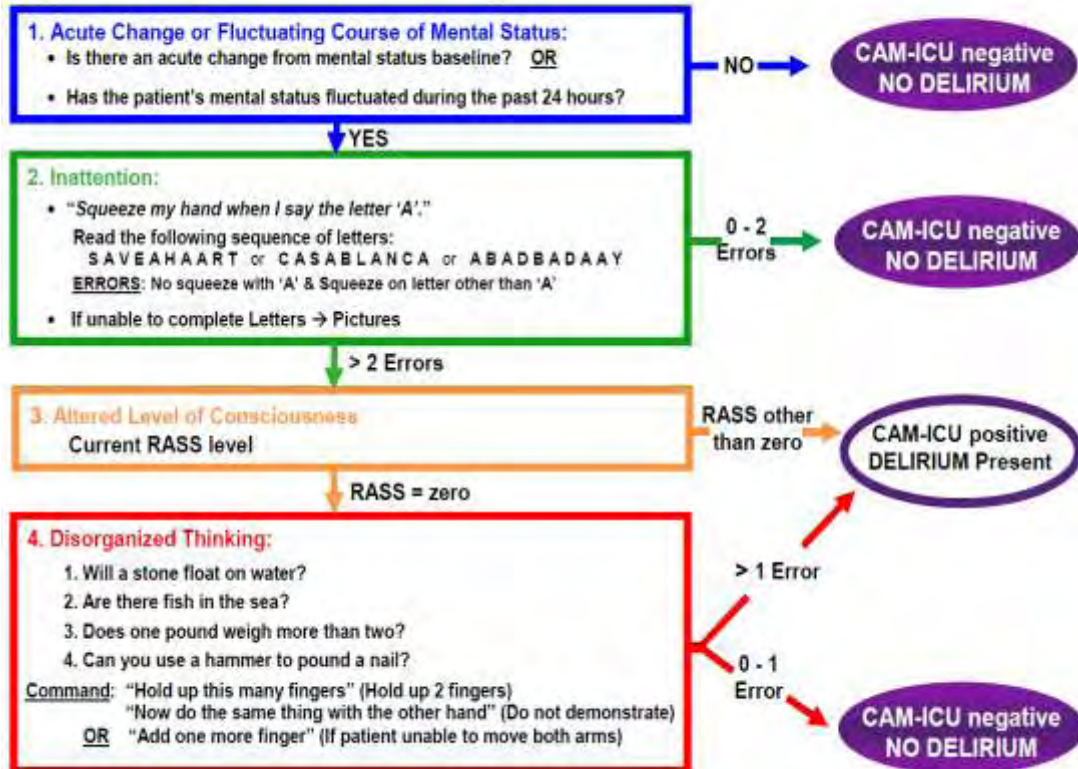 1. Acute Change or Fluctuating Course of Mental Status:
• Is there an acute change from mental status baseline? OR
• Has the patient's mental status fluctuated during the past 24 hours?
NO
CAM-ICU negative
NO DELIRIUM
YES
2. Inattention:
• "Squeeze my hand when I say the letter 'A'."
Read the following sequence of letters:
S A V E A H A A R T or C A S A B L A N C A or A B A D B A D A A Y
ERRORS: No squeeze with 'A' & Squeeze on letter other than 'A'
• If unable to complete Letters → Pictures
0 - 2
Errors
CAM-ICU negative
NO DELIRIUM
> 2 Errors
3. Altered Level of Consciousness
Current RASS level
RASS other
than zero
CAM-ICU positive
DELIRIUM Present
RASS = zero
4. Disorganized Thinking:
1. Will a stone float on water?
2. Are there fish in the sea?
3. Does one pound weigh more than two?
4. Can you use a hammer to pound a nail?
Command: "Hold up this many fingers" (Hold up 2 fingers)
"Now do the same thing with the other hand" (Do not demonstrate)
OR "Add one more finger" (If patient unable to move both arms)
> 1 Error
0 - 1
Error
CAM-ICU negative
NO DELIRIUM